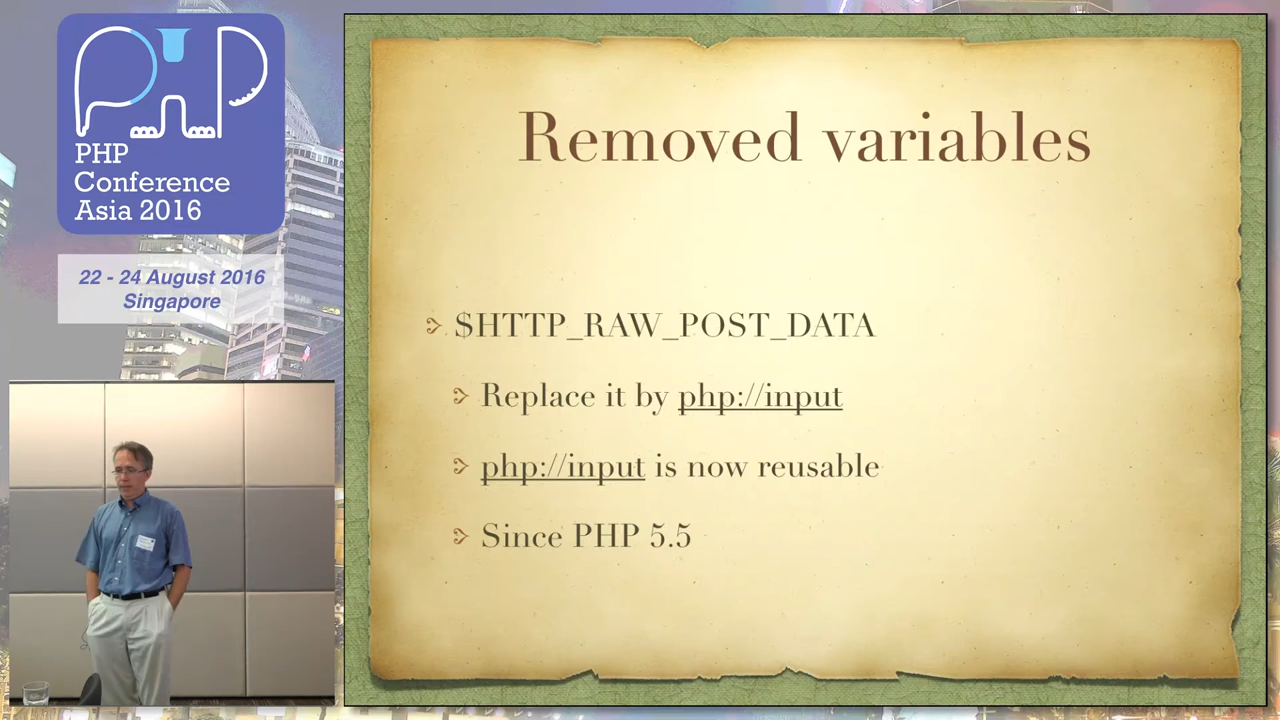 PHP
PHP
Conference
Asia 2016
22 - 24 August 2016
Singapore
Removed variables
$HTTP_RAW_POST_DATA
Replace it by php://input
php://input is now reusable
Since PHP 5.5